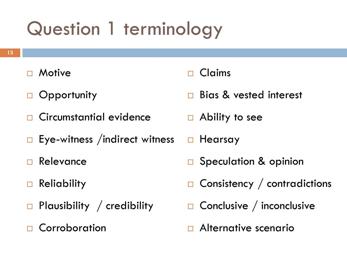 Question 1 terminology
13
Motive
Opportunity
Circumstantial evidence
Eye-witness /indirect witness
Relevance
Reliability
Plausibility / credibility
Corroboration
Claims
Bias & vested interest
Ability to see
Hearsay
Speculation & opinion
Consistency / contradictions
Conclusive / inconclusive
Alternative scenario